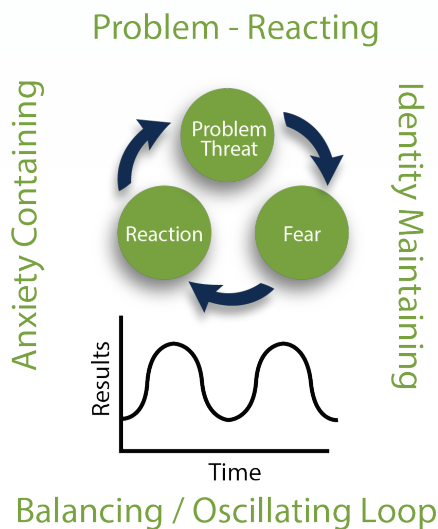 Problem - Reacting
Anxiety Containing
Identity Maintaining
Problem
Threat
Reaction
Fear
Results
Time
Balancing / Oscillating Loop